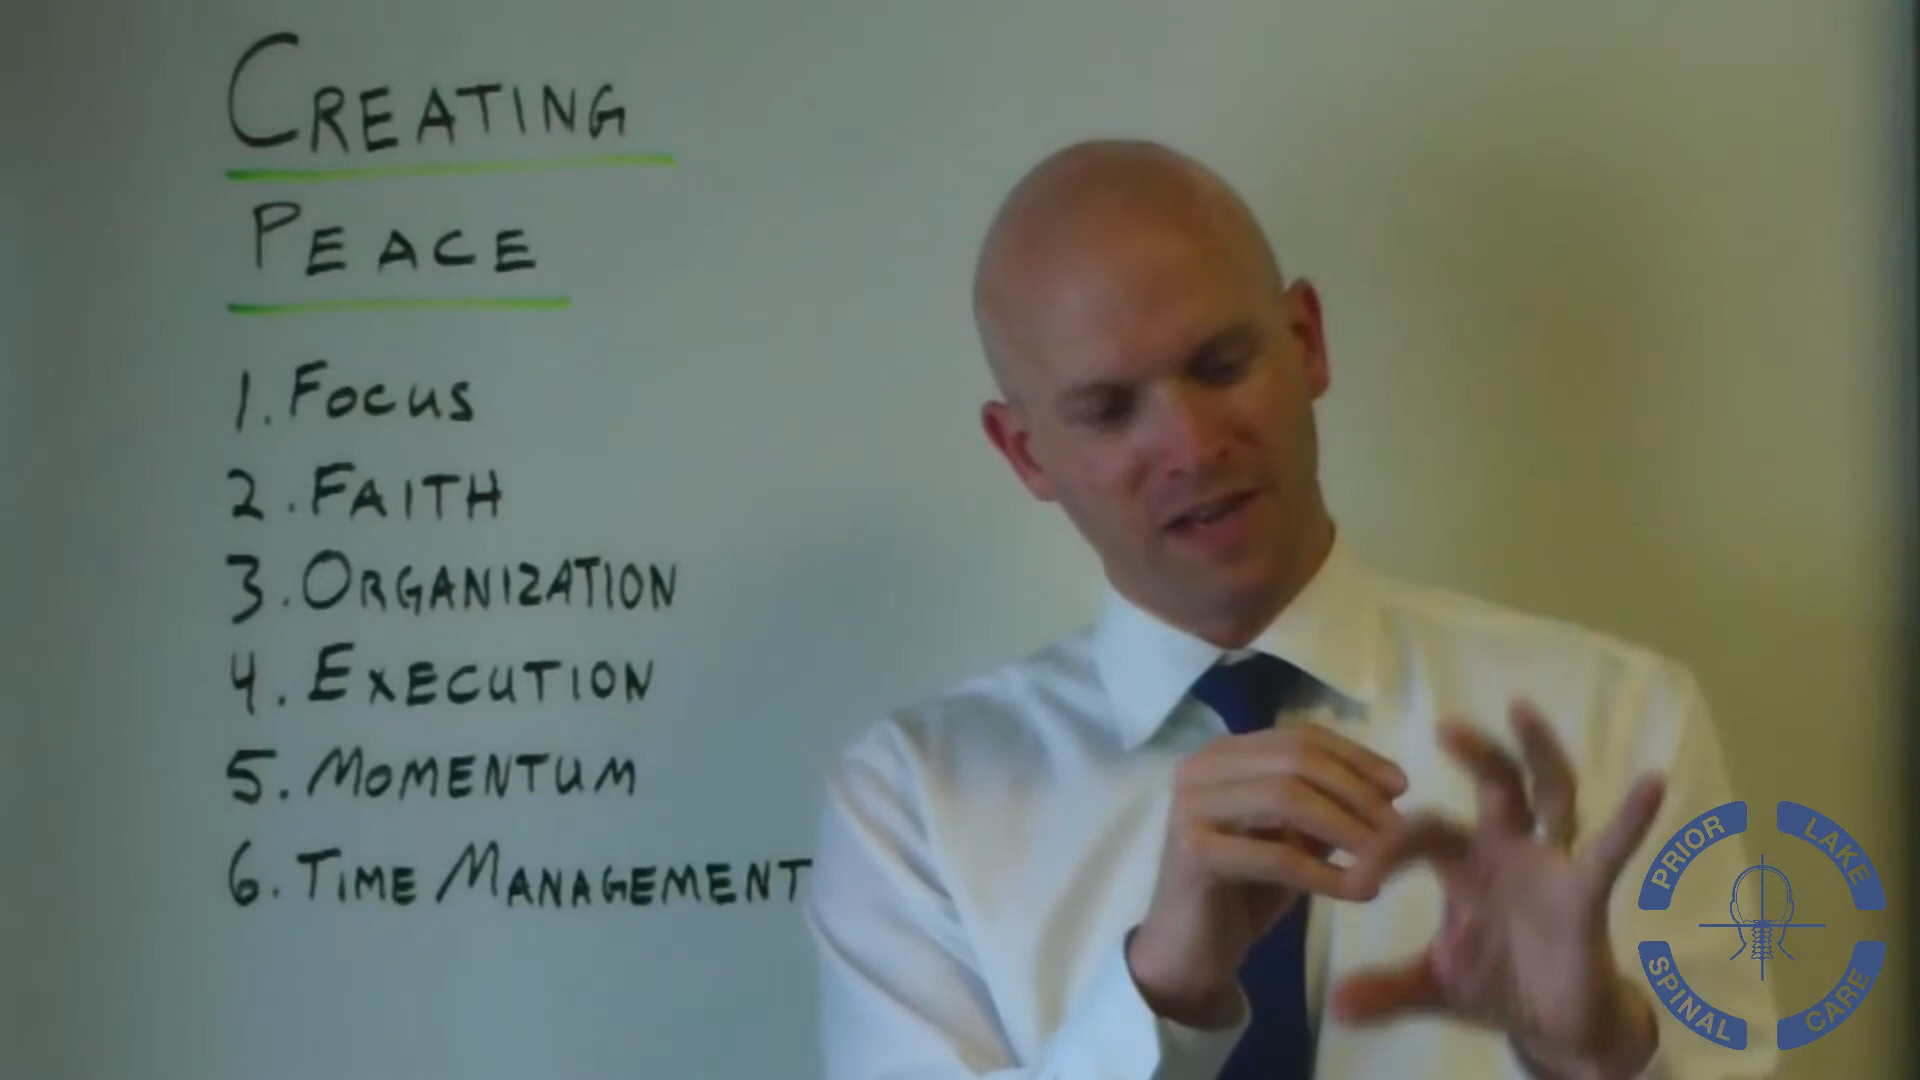 CREATING
PEACE
1. FOCUS
2. FAITH
3. ORGANIZATION
4. EXECUTION
5. MOMENTUM
6. TIME MANAGEMENT
PRIOR LAKE
SPINAL CARE